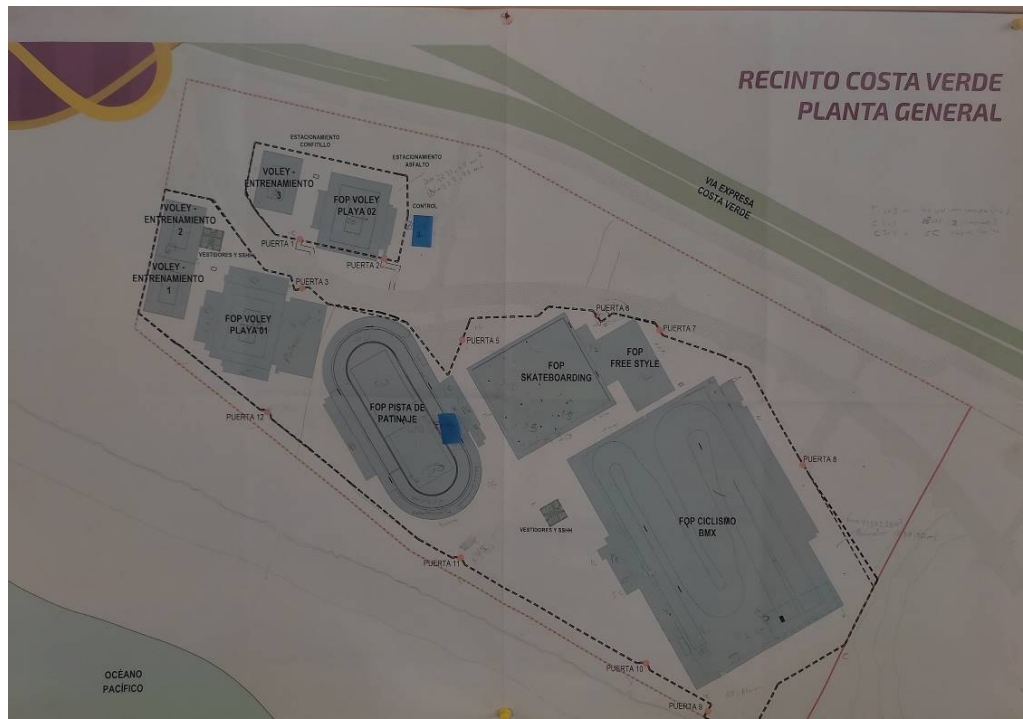 RECINTO COSTA VERDE
PLANTA GENERAL
VIA EXPRESA
COSTA VERDE
ESTACIONAMIENTO
CONFITILLO
ESTACIONAMIENTO
ASFALTO
VOLEY -
ENTRENAMIENTO
3
FOP VOLEY
PLAYA 02
CONTROL
VOLEY -
ENTRENAMIENTO
2
VESTIDORES Y SSHH
PUERTA 1
PUERTA 2
VOLEY -
ENTRENAMIENTO
1
PUERTA 3
FOP VOLEY
PLAYA 01
PUERTA 6
PUERTA 7
PUERTA 5
FOP
SKATEBOARDING
FOP
FREE STYLE
FOP PISTA DE
PATINAJE
PUERTA 12
PUERTA 8
VESTIDORES Y SSHH
FOP CICLISMO
BMX
PUERTA 11
PUERTA 10
PUERTA 9
OCÉANO
PACÍFICO